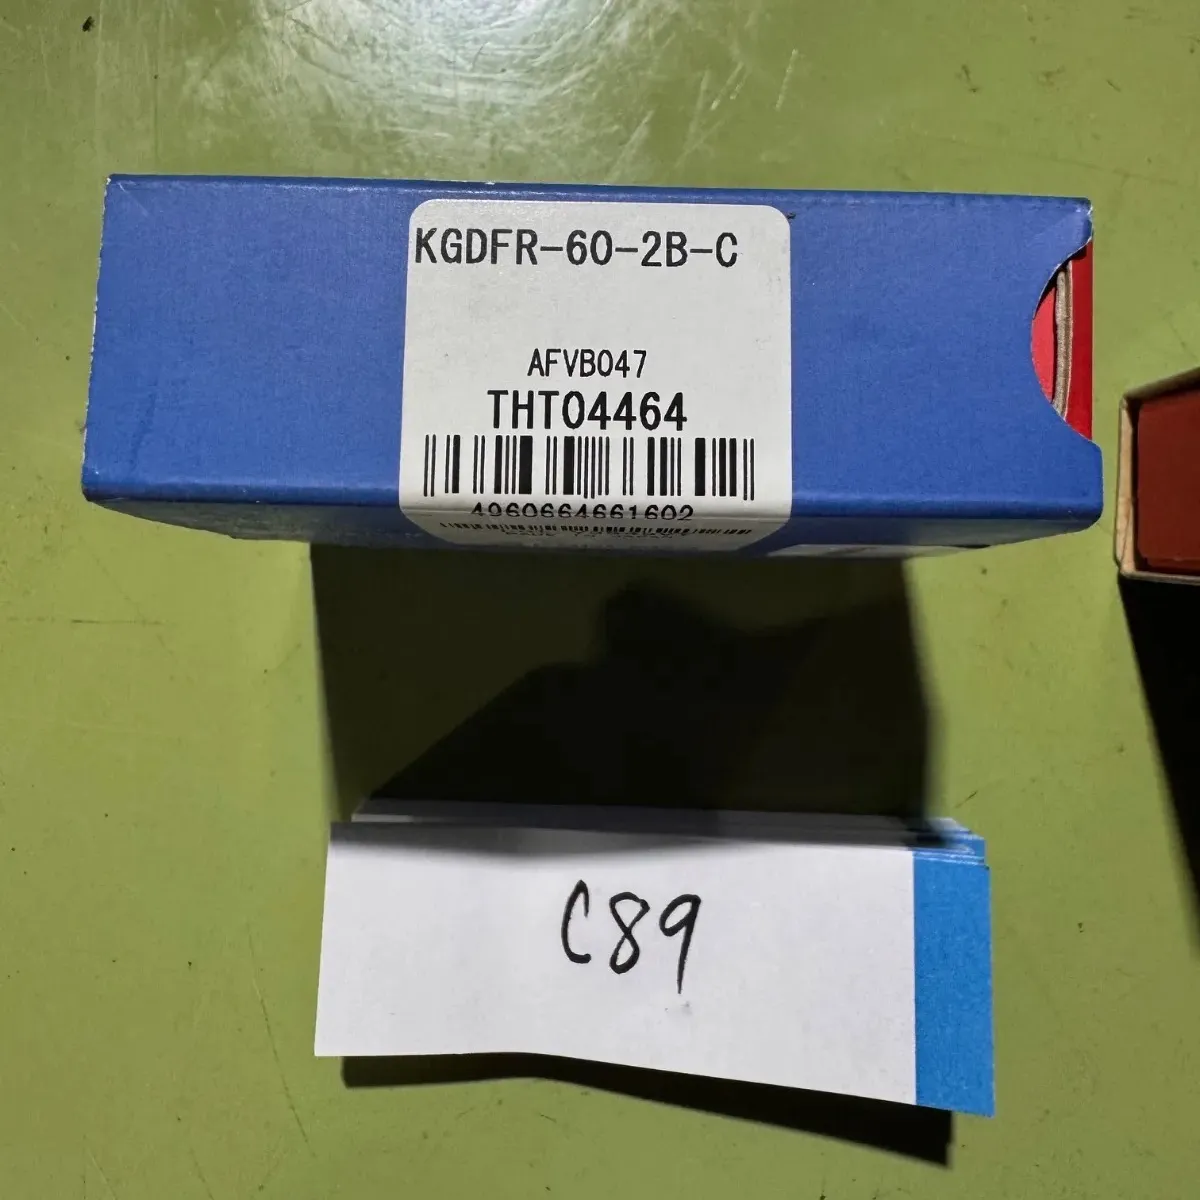 KGDFR-60-2B-C
AFVB047
THT04464
4960664661602
C89